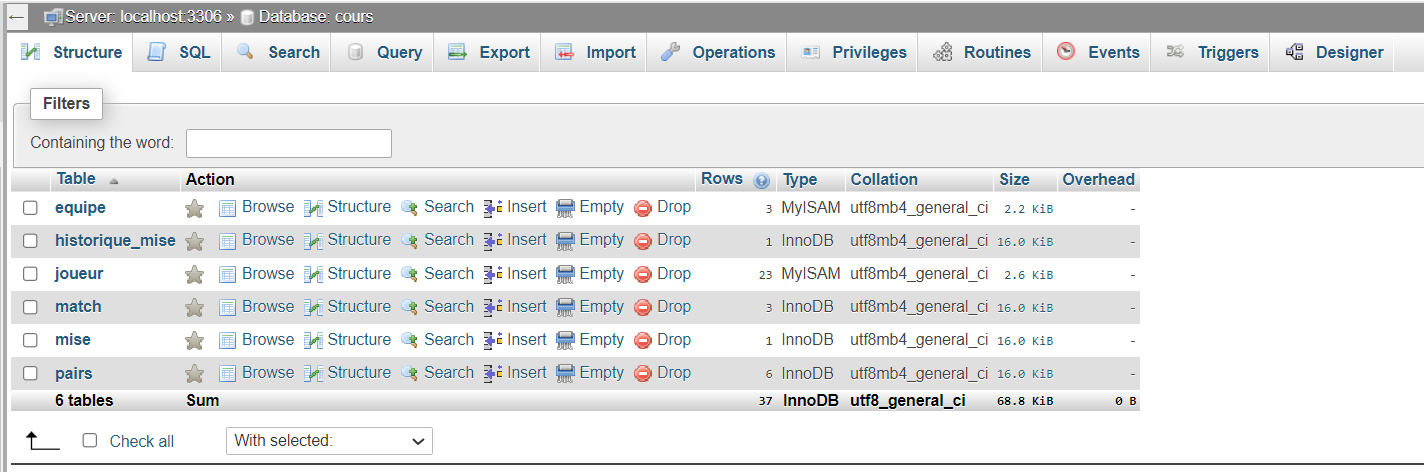 Server: localhost:3306 » Database: cours
Structure SQL Search Query Export Import Operations Privileges Routines Events Triggers Designer
Filters
Containing the word:
Table Action Rows Type Collation Size Overhead
equipe Browse Structure Search Insert Empty Drop 3 MyISAM utf8mb4_general_ci 2.2 KiB -
historique_mise Browse Structure Search Insert Empty Drop 1 InnoDB utf8mb4_general_ci 16.0 KiB -
joueur Browse Structure Search Insert Empty Drop 23 MyISAM utf8mb4_general_ci 2.6 KiB -
match Browse Structure Search Insert Empty Drop 3 InnoDB utf8mb4_general_ci 16.0 KiB -
mise Browse Structure Search Insert Empty Drop 1 InnoDB utf8mb4_general_ci 16.0 KiB -
pairs Browse Structure Search Insert Empty Drop 6 InnoDB utf8mb4_general_ci 16.0 KiB -
6 tables Sum 37 InnoDB utf8_general_ci 68.8 KiB 0 B
Check all With selected: